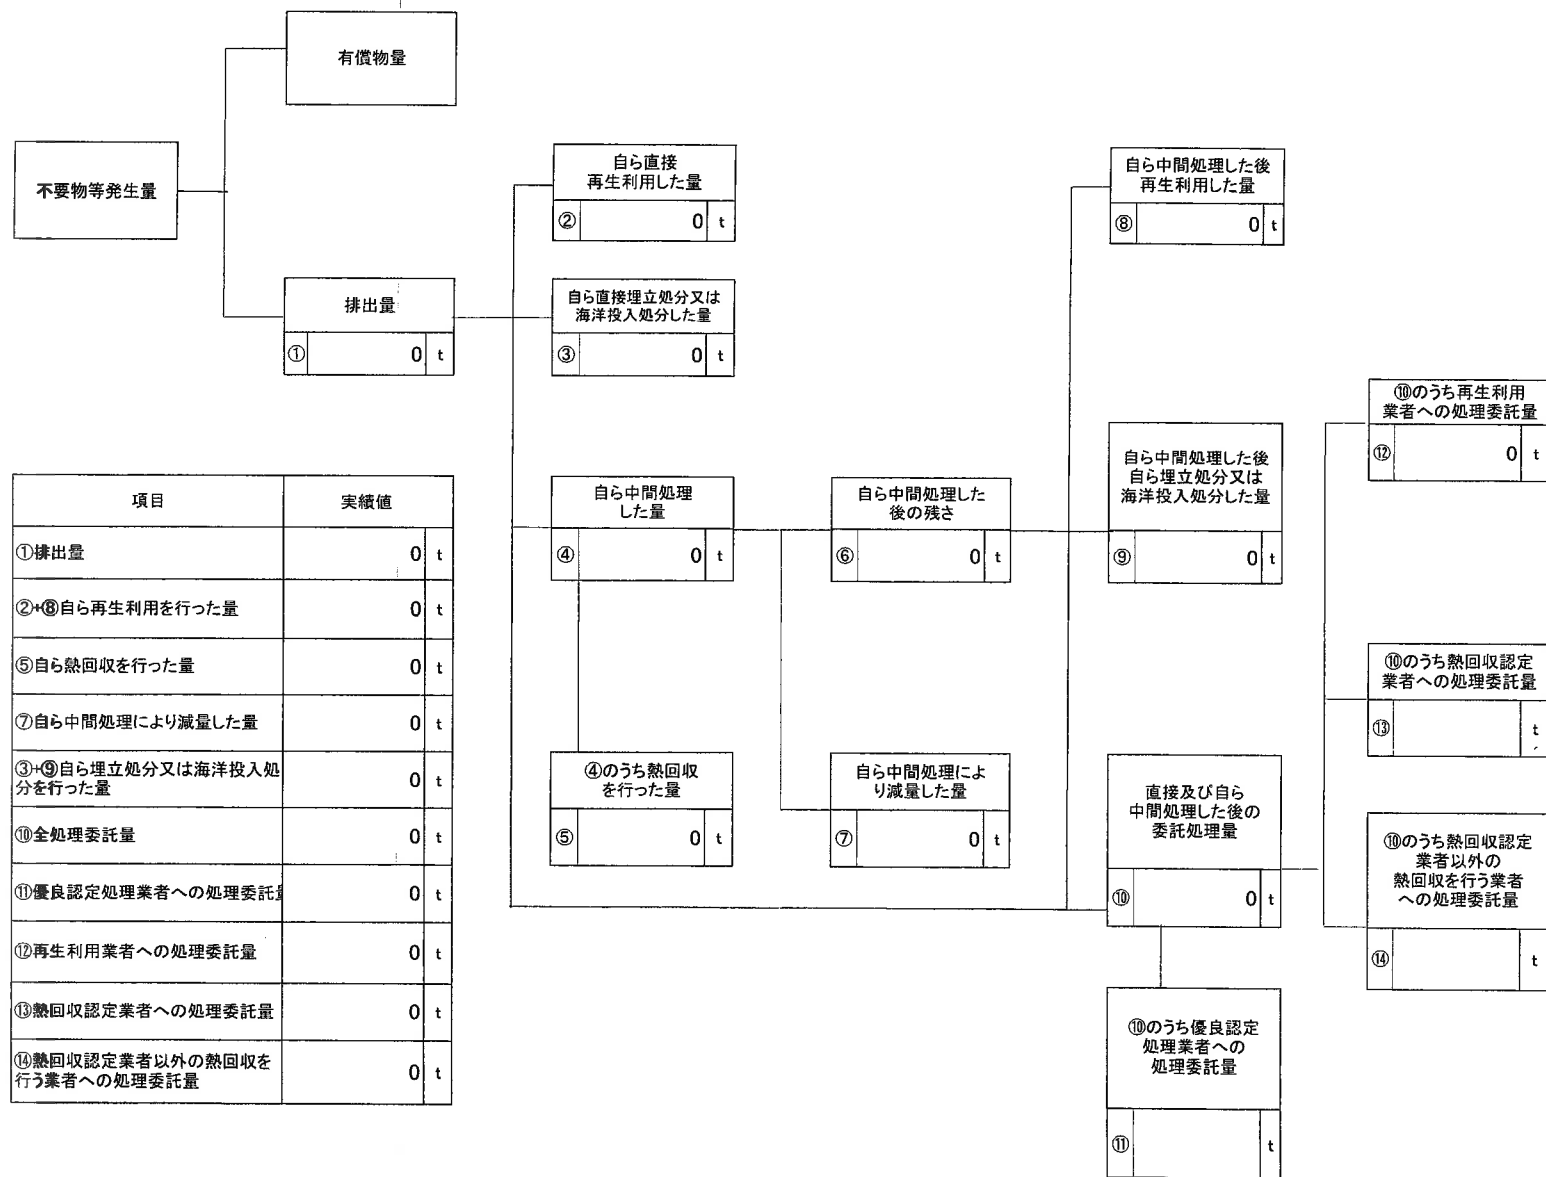 有償物量
不要物等発生量
排出量
① 0 t
自ら直接
再生利用した量
② 0 t
自ら直接埋立処分又は
海洋投入処分した量
③ 0 t
自ら中間処理
した量
④ 0 t
④のうち熱回収
を行った量
⑤ 0 t
自ら中間処理した
後の残さ
⑥ 0 t
自ら中間処理によ
り減量した量
⑦ 0 t
自ら中間処理した後
再生利用した量
⑧ 0 t
自ら中間処理した後
自ら埋立処分又は
海洋投入処分した量
⑨ 0 t
直接及び自ら
中間処理した後の
委託処理量
⑩ 0 t
⑩のうち優良認定
処理業者への
処理委託量
⑪ t
⑩のうち再生利用
業者への処理委託量
⑫ 0 t
⑩のうち熱回収認定
業者への処理委託量
⑬ t
⑩のうち熱回収認定
業者以外の
熱回収を行う業者
への処理委託量
⑭ t
項目 実績値
①排出量 0 t
②+⑧自ら再生利用を行った量 0 t
⑤自ら熱回収を行った量 0 t
⑦自ら中間処理により減量した量 0 t
③+⑨自ら埋立処分又は海洋投入処
分を行った量 0 t
⑩全処理委託量 0 t
⑪優良認定処理業者への処理委託量 0 t
⑫再生利用業者への処理委託量 0 t
⑬熱回収認定業者への処理委託量 0 t
⑭熱回収認定業者以外の熱回収を
行う業者への処理委託量 0 t